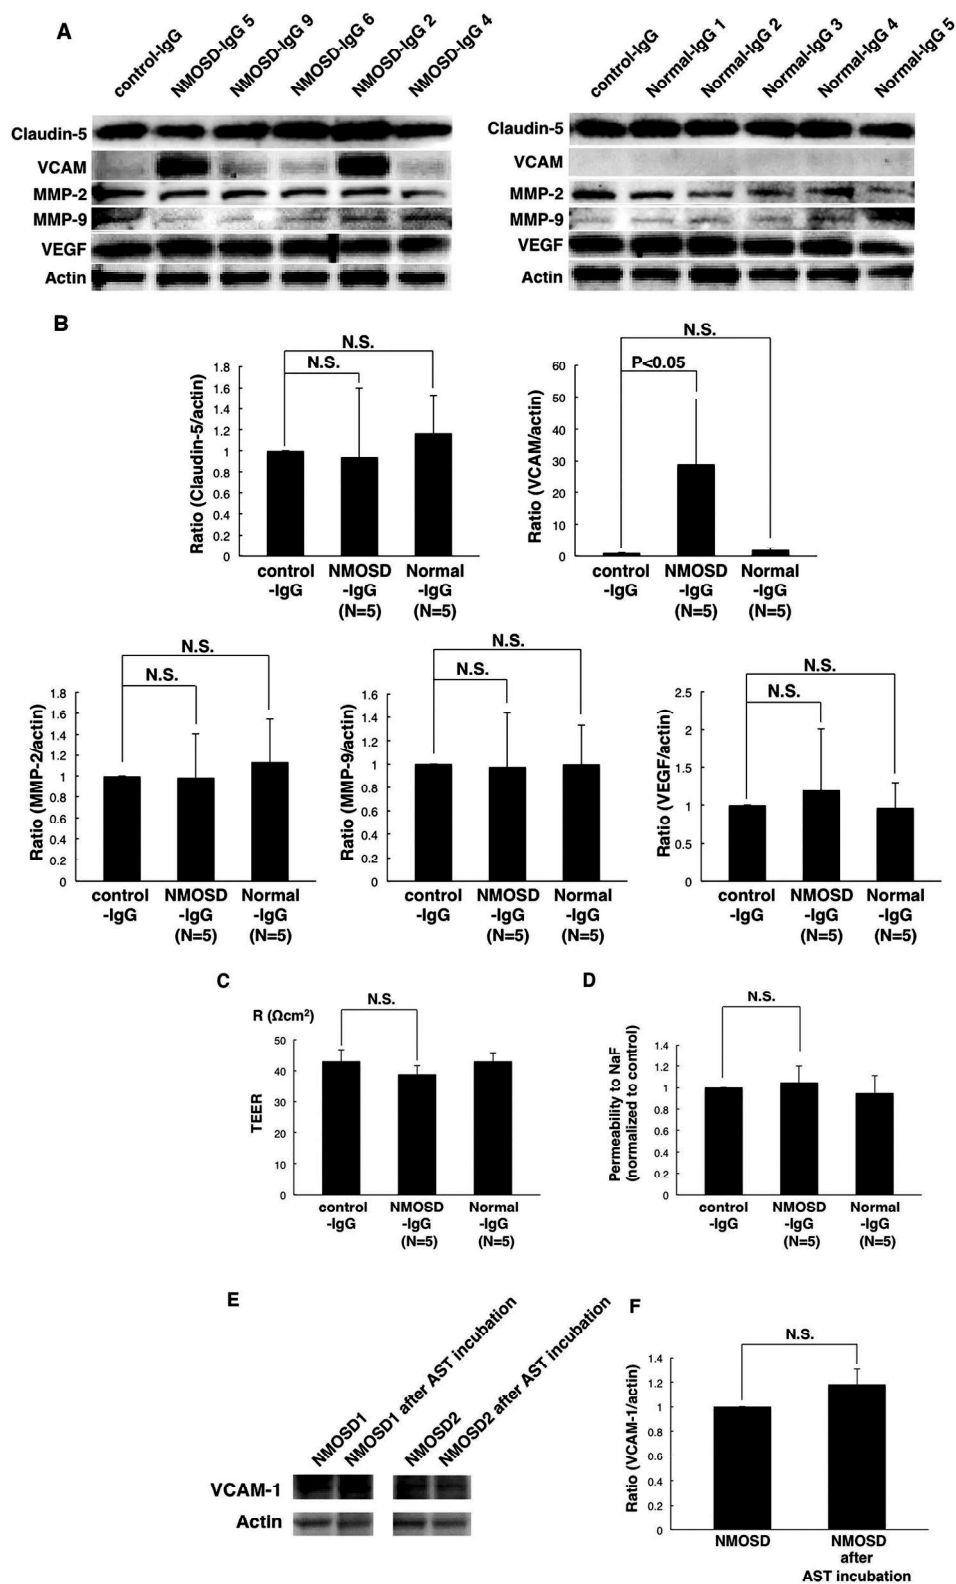 A
control-IgG
NMOSD-IgG 5
NMOSD-IgG 9
NMOSD-IgG 6
NMOSD-IgG 2
NMOSD-IgG 4
Claudin-5
VCAM
MMP-2
MMP-9
VEGF
Actin
control-IgG
Normal-IgG 1
Normal-IgG 2
Normal-IgG 3
Normal-IgG 4
Normal-IgG 5
Claudin-5
VCAM
MMP-2
MMP-9
VEGF
Actin
B
N.S.
N.S.
Ratio (Claudin-5/actin)
1.8
1.6
1.4
1.2
1
0.8
0.6
0.4
0.2
0
control
-IgG
NMOSD
-IgG
(N=5)
Normal
-IgG
(N=5)
N.S.
P<0.05
Ratio (VCAM/actin)
60
50
40
30
20
10
0
control
-IgG
NMOSD
-IgG
(N=5)
Normal
-IgG
(N=5)
N.S.
N.S.
Ratio (MMP-2/actin)
1.8
1.6
1.4
1.2
1
0.8
0.6
0.4
0.2
0
control
-IgG
NMOSD
-IgG
(N=5)
Normal
-IgG
(N=5)
N.S.
N.S.
Ratio (MMP-9/actin)
1.6
1.4
1.2
1
0.8
0.6
0.4
0.2
0
control
-IgG
NMOSD
-IgG
(N=5)
Normal
-IgG
(N=5)
N.S.
N.S.
Ratio (VEGF/actin)
2.5
2
1.5
1
0.5
0
control
-IgG
NMOSD
-IgG
(N=5)
Normal
-IgG
(N=5)
C
N.S.
R (Ωcm²)
TEER
50
40
30
20
10
0
control
-IgG
NMOSD
-IgG
(N=5)
Normal
-IgG
(N=5)
D
N.S.
Permeability to NaF
(normalized to control)
1.4
1.2
1
0.8
0.6
0.4
0.2
0
control
-IgG
NMOSD
-IgG
(N=5)
Normal
-IgG
(N=5)
E
NMOSD1
NMOSD1 after AST incubation
NMOSD2
NMOSD2 after AST incubation
VCAM-1
Actin
F
N.S.
Ratio (VCAM-1/actin)
1.4
1.2
1
0.8
0.6
0.4
0.2
0
NMOSD
NMOSD
after
AST incubation